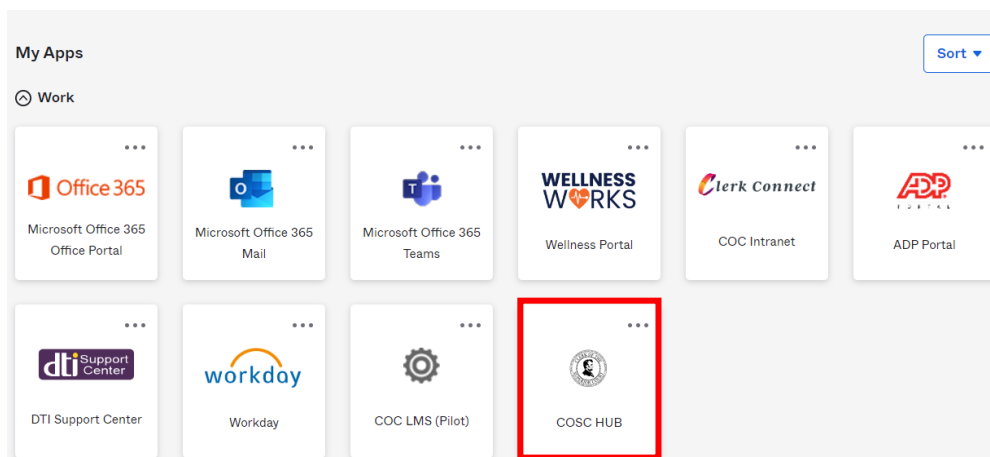 My Apps
Sort
Work
Office 365
Microsoft Office 365
Office Portal
Microsoft Office 365
Mail
Microsoft Office 365
Teams
WELLNESS
WORKS
Wellness Portal
Clerk Connect
COC Intranet
ADP
PORTAL
ADP Portal
dti Support
Center
DTI Support Center
workday
Workday
COC LMS (Pilot)
COSC HUB